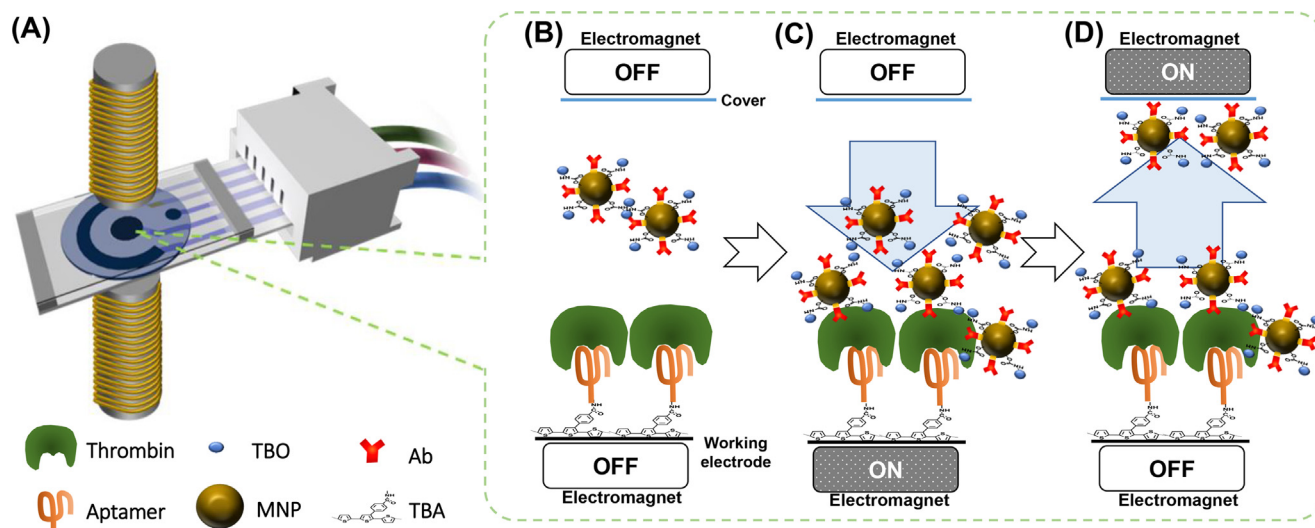 (A)
(B)
Electromagnet
OFF
Cover
(C)
Electromagnet
OFF
(D)
Electromagnet
ON
Working
electrode
OFF
Electromagnet
ON
Electromagnet
OFF
Electromagnet
Thrombin
TBO
Ab
Aptamer
MNP
TBA